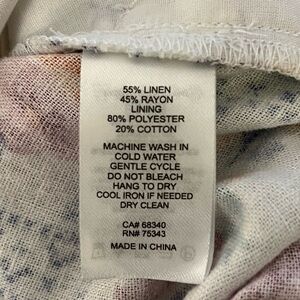 55% LINEN
45% RAYON
LINING
80% POLYESTER
20% COTTON
MACHINE WASH IN
COLD WATER
GENTLE CYCLE
DO NOT BLEACH
HANG TO DRY
COOL IRON IF NEEDED
DRY CLEAN
CA# 68340
RN# 75343
MADE IN CHINA